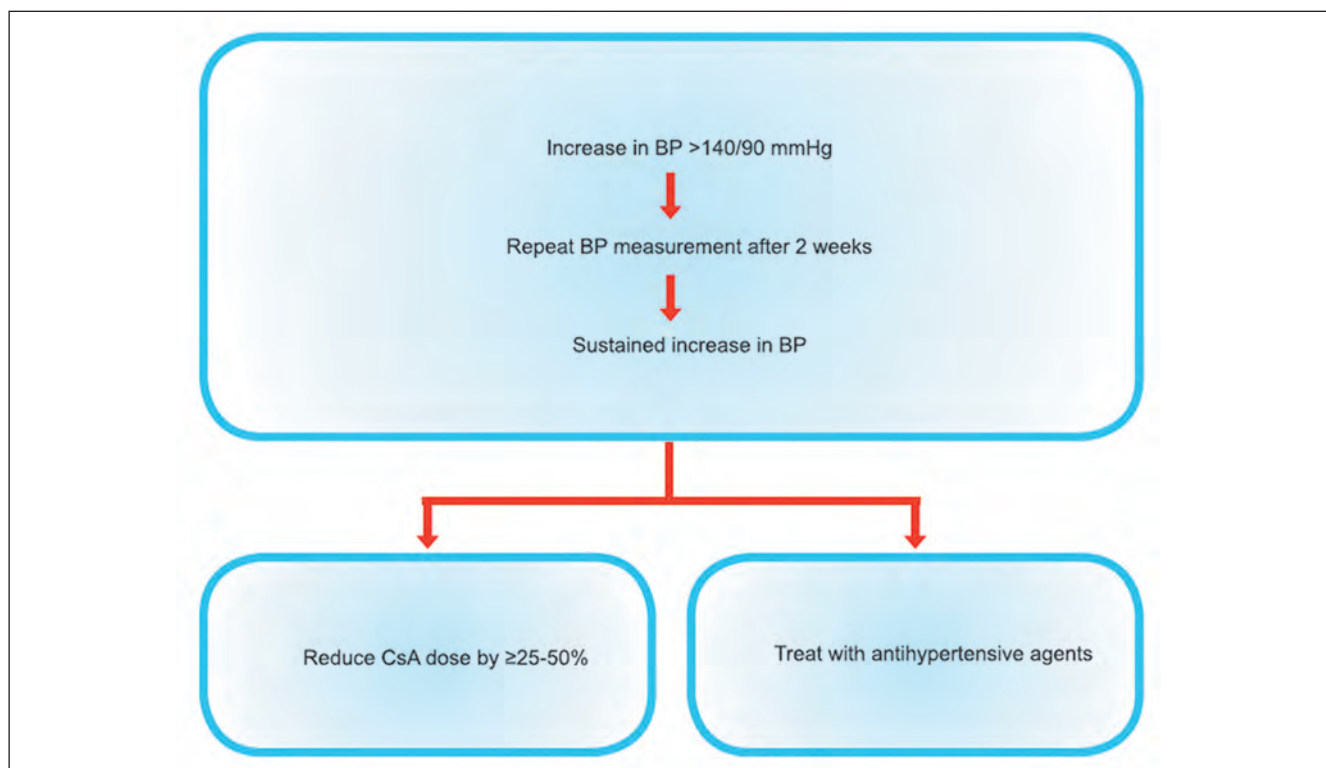 Increase in BP >140/90 mmHg
Repeat BP measurement after 2 weeks
Sustained increase in BP
Reduce CsA dose by ≥25-50%
Treat with antihypertensive agents